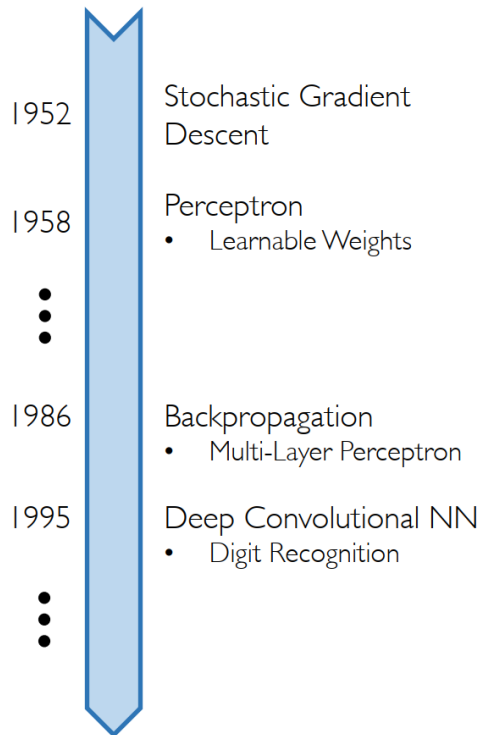 1952
Stochastic Gradient
Descent
1958
Perceptron
• Learnable Weights
1986
Backpropagation
• Multi-Layer Perceptron
1995
Deep Convolutional NN
• Digit Recognition